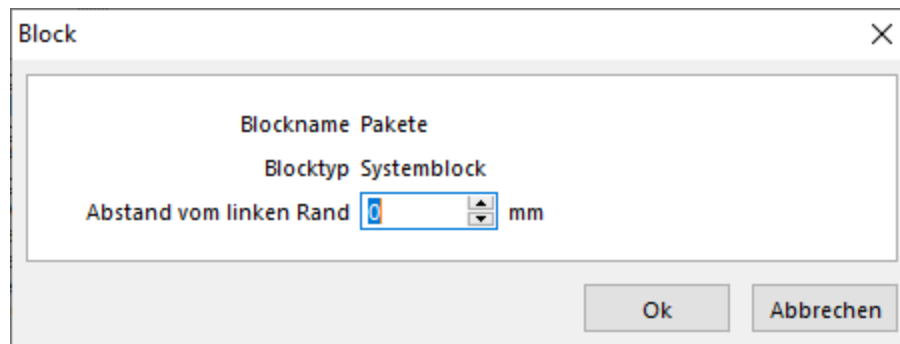 Block
Blockname Pakete
Blocktyp Systemblock
Abstand vom linken Rand 0 mm
Ok Abbrechen